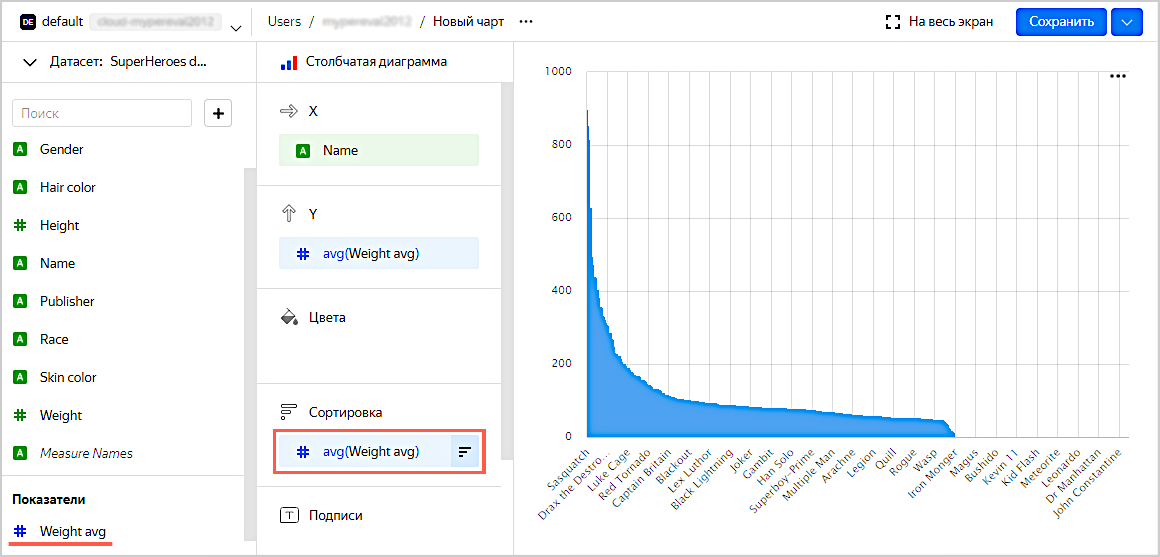 DE default
Users / / Новый чарт ···
На весь экран
Сохранить
Датасет: SuperHeroes d...
Столбчатая диаграмма
Поиск
+
A Gender
A Hair color
# Height
A Name
A Publisher
A Race
A Skin color
# Weight
A Measure Names
Показатели
# Weight avg
X
A Name
Y
# avg(Weight avg)
Цвета
Сортировка
# avg(Weight avg)
T Подписи
1000
800
600
400
200
0
Sasquatch
Drax the Destro...
Luke Cage
Red Tornado
Captain Britain
Blackout
Lex Luthor
Black Lightning
Joker
Gambit
Han Solo
Superboy-Prime
Multiple Man
Arachne
Legion
Quill
Rogue
Wasp
Iron Monger
Magus
Bushido
Kevin 11
Kid Flash
Meteorite
Leonardo
Dr Manhattan
John Constantine